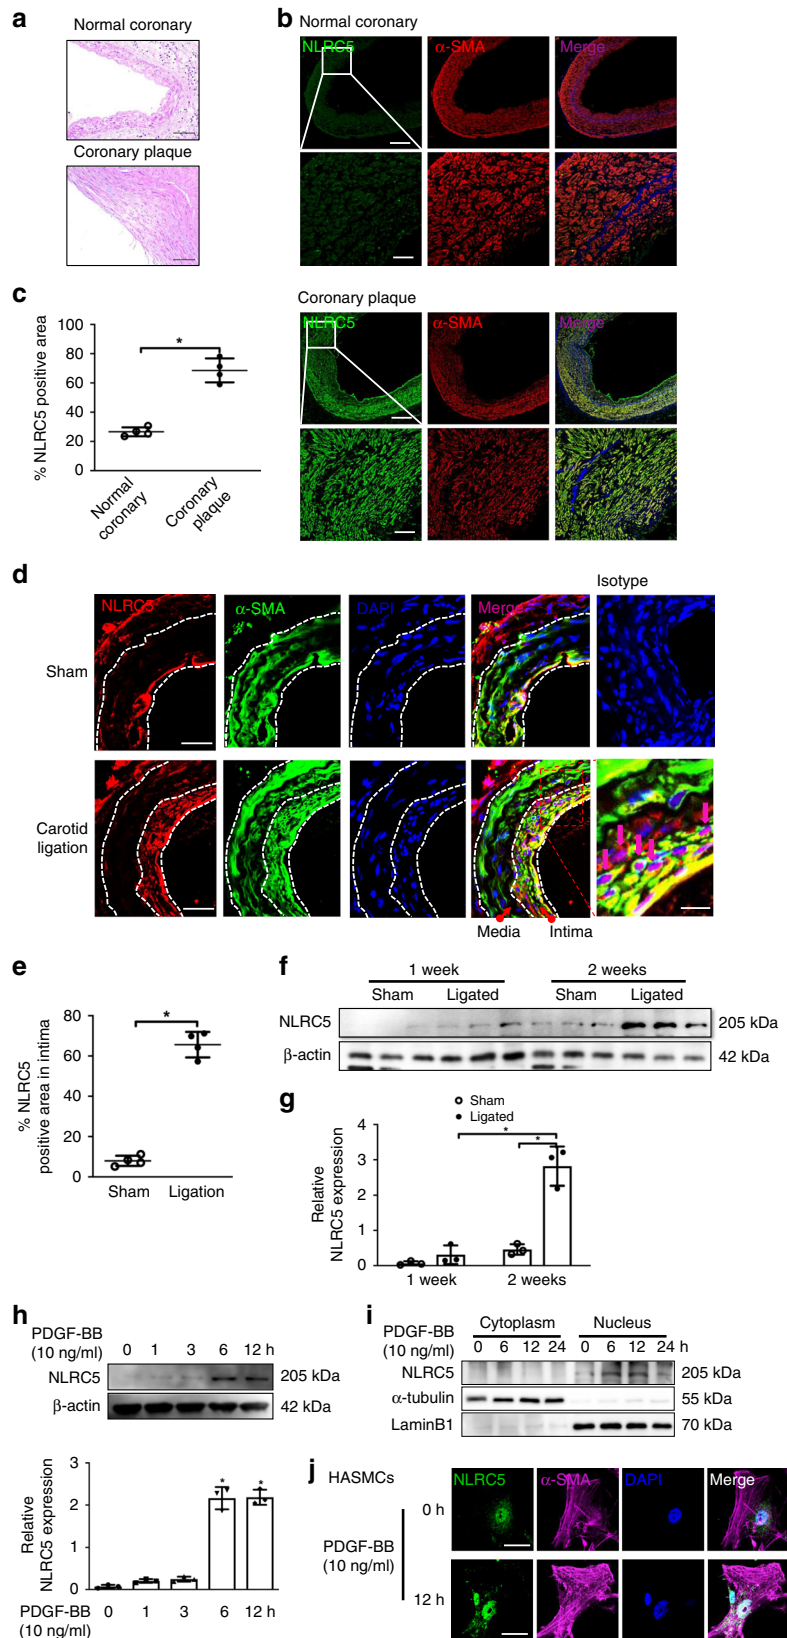 a
Normal coronary
Coronary plaque
b
Normal coronary
NLRC5
α-SMA
Merge
Coronary plaque
NLRC5
α-SMA
Merge
c
% NLRC5 positive area
100
80
60
40
20
0
*
Normal coronary
Coronary plaque
d
Isotype
NLRC5
α-SMA
DAPI
Merge
Sham
Carotid
ligation
Media
Intima
e
% NLRC5
positive area in intima
80
60
40
20
0
*
Sham
Ligation
f
1 week
2 weeks
Sham
Ligated
Sham
Ligated
NLRC5
205 kDa
β-actin
42 kDa
g
Sham
Ligated
Relative
NLRC5 expression
4
3
2
1
0
*
*
1 week
2 weeks
h
PDGF-BB
(10 ng/ml)
0 1 3 6 12 h
NLRC5
205 kDa
β-actin
42 kDa
Relative
NLRC5 expression
3
2
1
0
* *
PDGF-BB
(10 ng/ml)
0 1 3 6 12 h
i
Cytoplasm
Nucleus
PDGF-BB
(10 ng/ml)
0 6 12 24 0 6 12 24 h
NLRC5
205 kDa
α-tubulin
55 kDa
LaminB1
70 kDa
j
HASMCs
NLRC5
α-SMA
DAPI
Merge
0 h
PDGF-BB
(10 ng/ml)
12 h